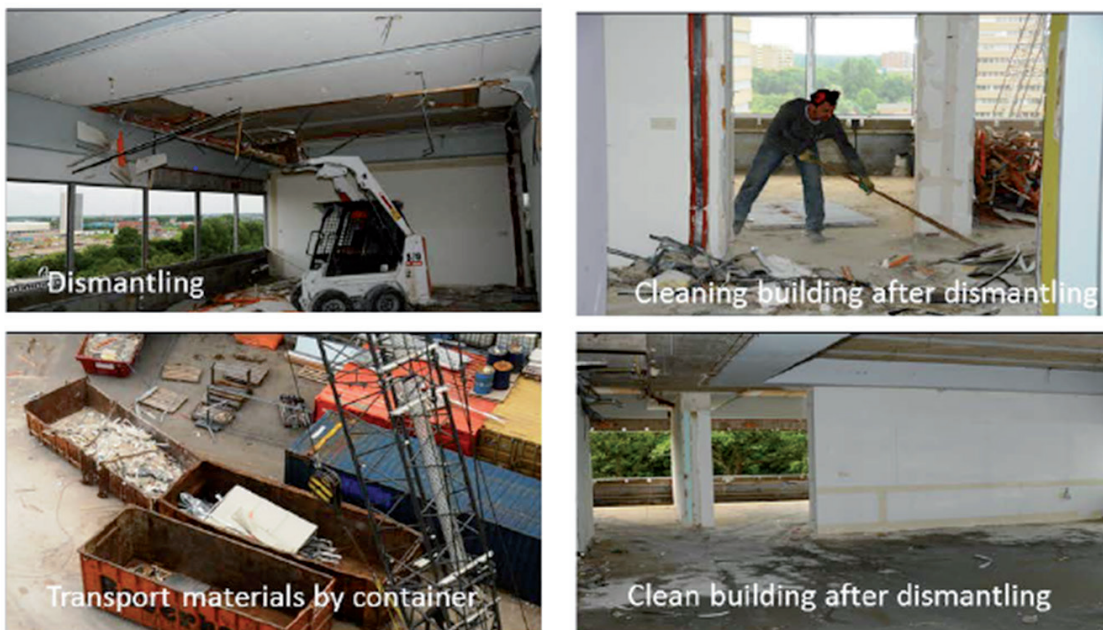 Dismantling
Cleaning building after dismantling
Transport materials by container
Clean building after dismantling